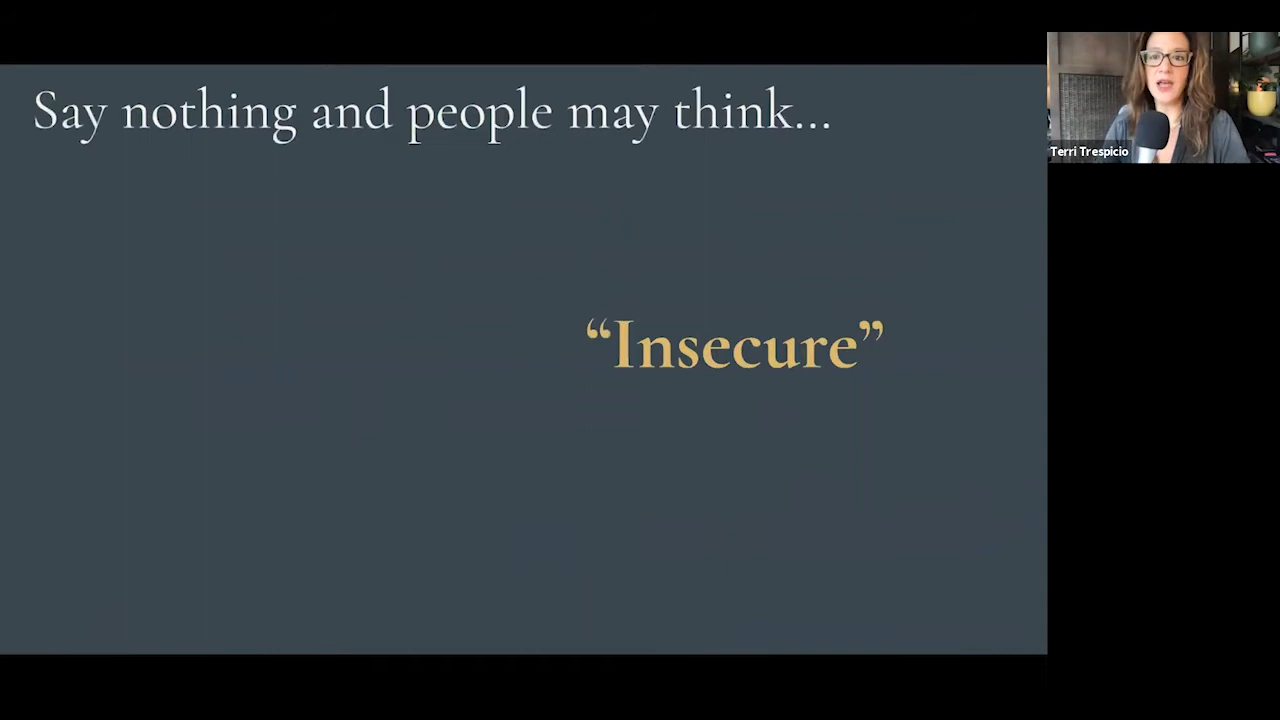 Say nothing and people may think...
“Insecure”
Terri Trespicio